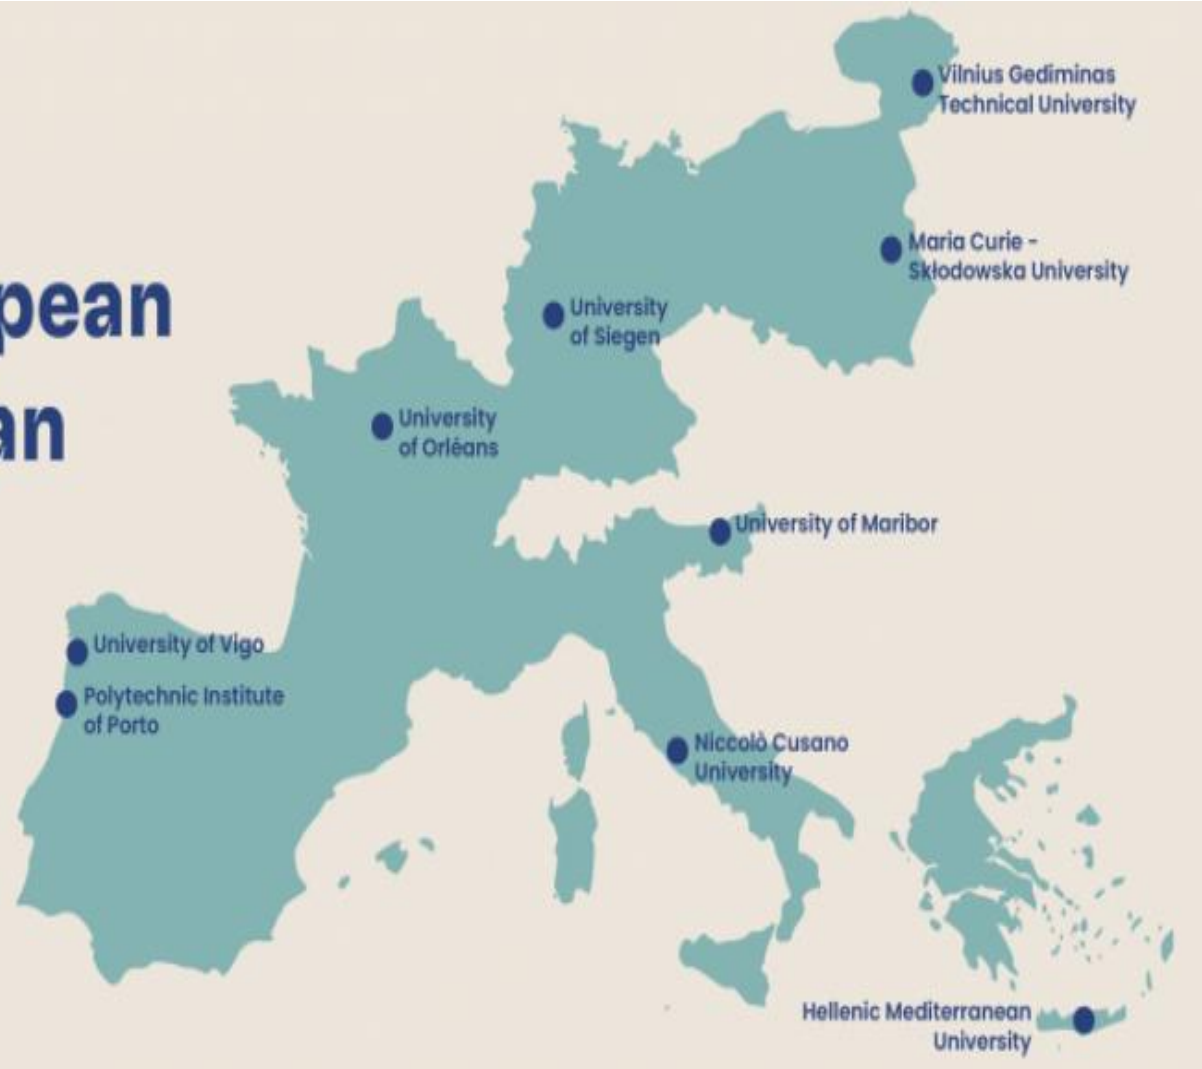 pean
an
Vilnius Gediminas
Technical University
Maria Curie -
Skłodowska University
University
of Siegen
University
of Orléans
University of Maribor
University of Vigo
Polytechnic Institute
of Porto
Niccolò Cusano
University
Hellenic Mediterranean
University